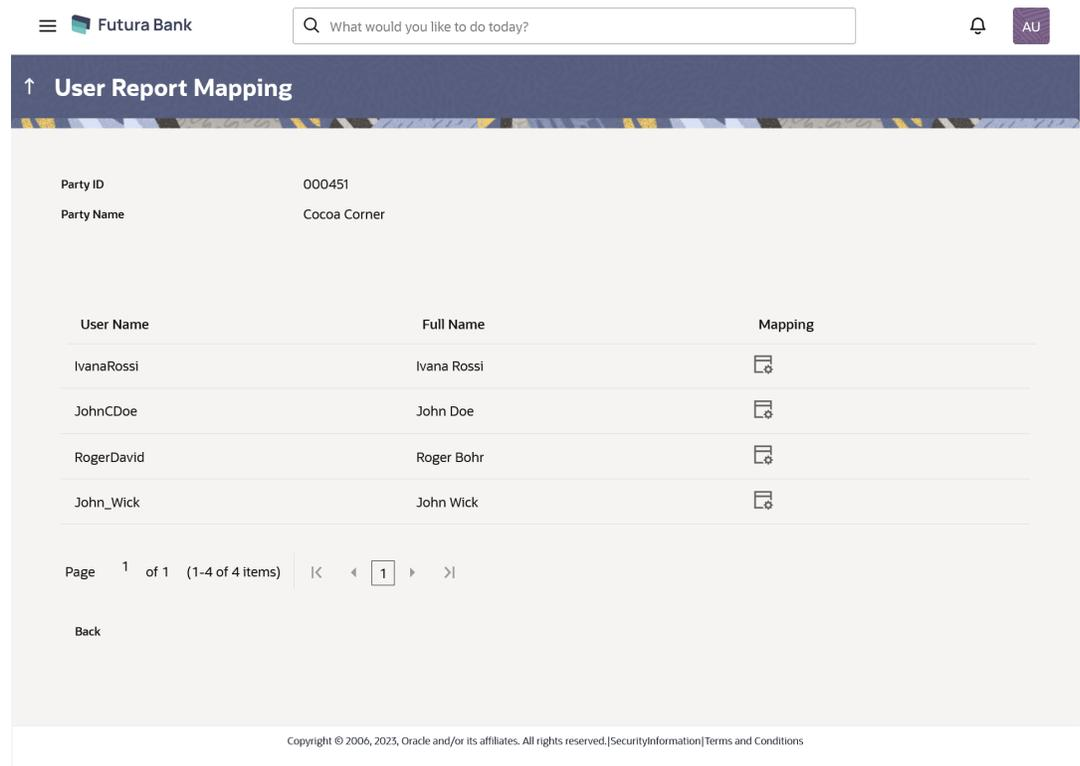 Futura Bank
What would you like to do today?
AU
User Report Mapping
Party ID 000451
Party Name Cocoa Corner
User Name Full Name Mapping
IvanaRossi Ivana Rossi
JohnCDoe John Doe
RogerDavid Roger Bohr
John_Wick John Wick
Page 1 of 1 (1-4 of 4 items) 1
Back
Copyright © 2006, 2023, Oracle and/or its affiliates. All rights reserved.|SecurityInformation|Terms and Conditions